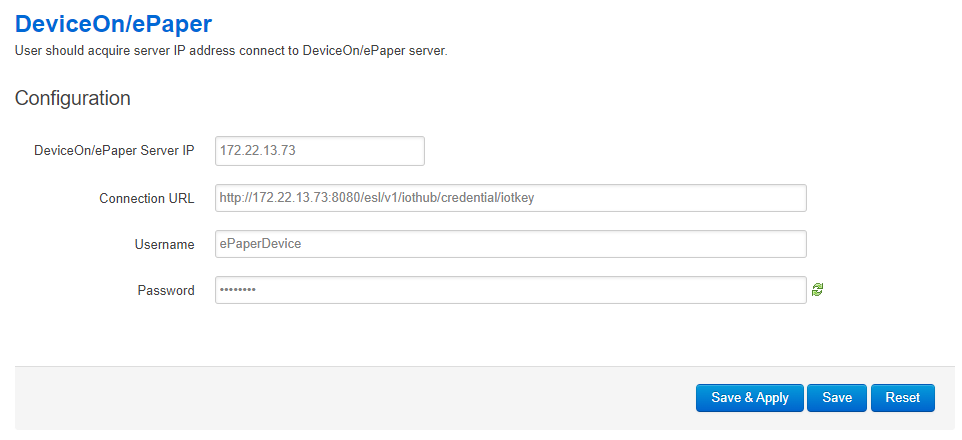 DeviceOn/ePaper
User should acquire server IP address connect to DeviceOn/ePaper server.
Configuration
DeviceOn/ePaper Server IP 172.22.13.73
Connection URL http://172.22.13.73:8080/esl/v1/iothub/credential/iotkey
Username ePaperDevice
Password ••••••••
Save & Apply Save Reset